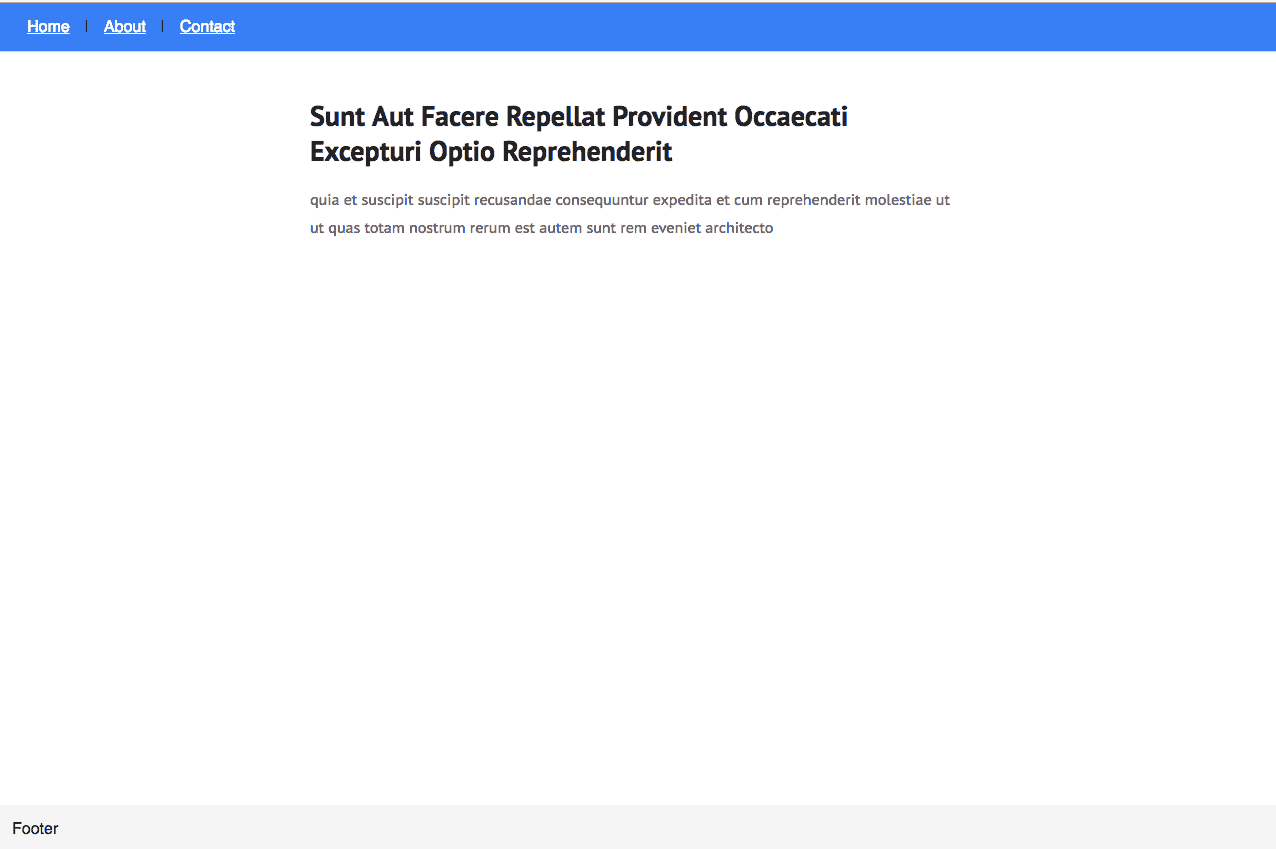 Home | About | Contact
Sunt Aut Facere Repellat Provident Occaecati
Excepturi Optio Reprehenderit
quia et suscipit suscipit recusandae consequuntur expedita et cum reprehenderit molestiae ut
ut quas totam nostrum rerum est autem sunt rem eveniet architecto
Footer